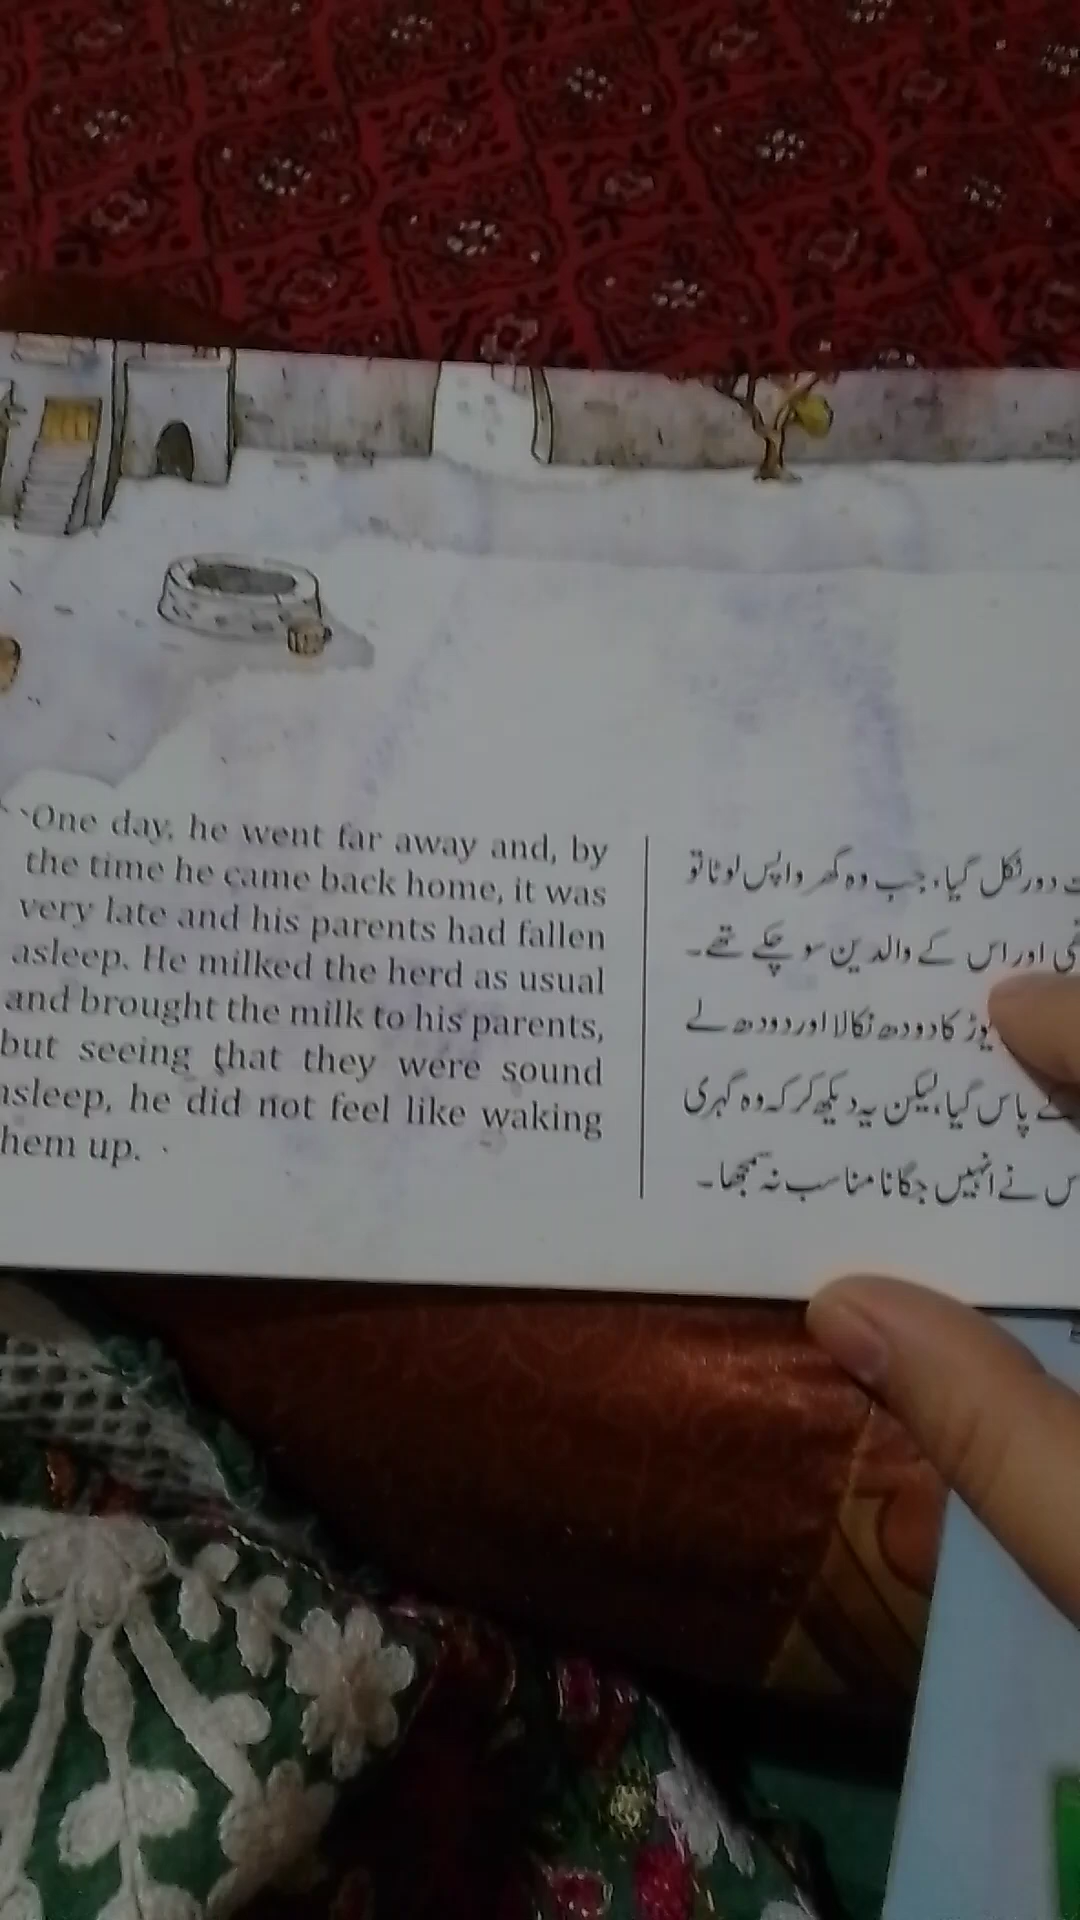 One day, he went far away and, by
the time he came back home, it was
very late and his parents had fallen
asleep. He milked the herd as usual
and brought the milk to his parents,
but seeing that they were sound
asleep, he did not feel like waking
hem up.
دور نکل گیا، جب وہ گھر واپس لوٹا تو
اور اس کے والدین سو چکے تھے۔
کا دودھ نکالا اور دودھ لے
پاس گیا، لیکن یہ دیکھ کر کہ وہ گہری
نے انہیں جگانا مناسب نہ سمجھا۔